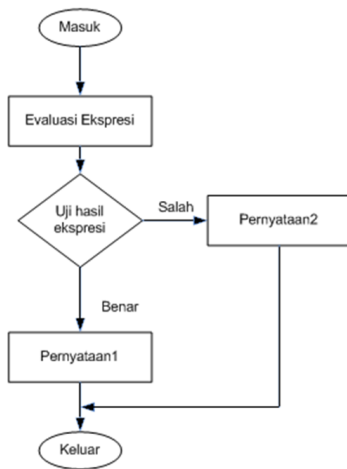 Masuk
Evaluasi Ekspresi
Uji hasil
ekspresi
Salah
Pernyataan2
Benar
Pernyataan1
Keluar